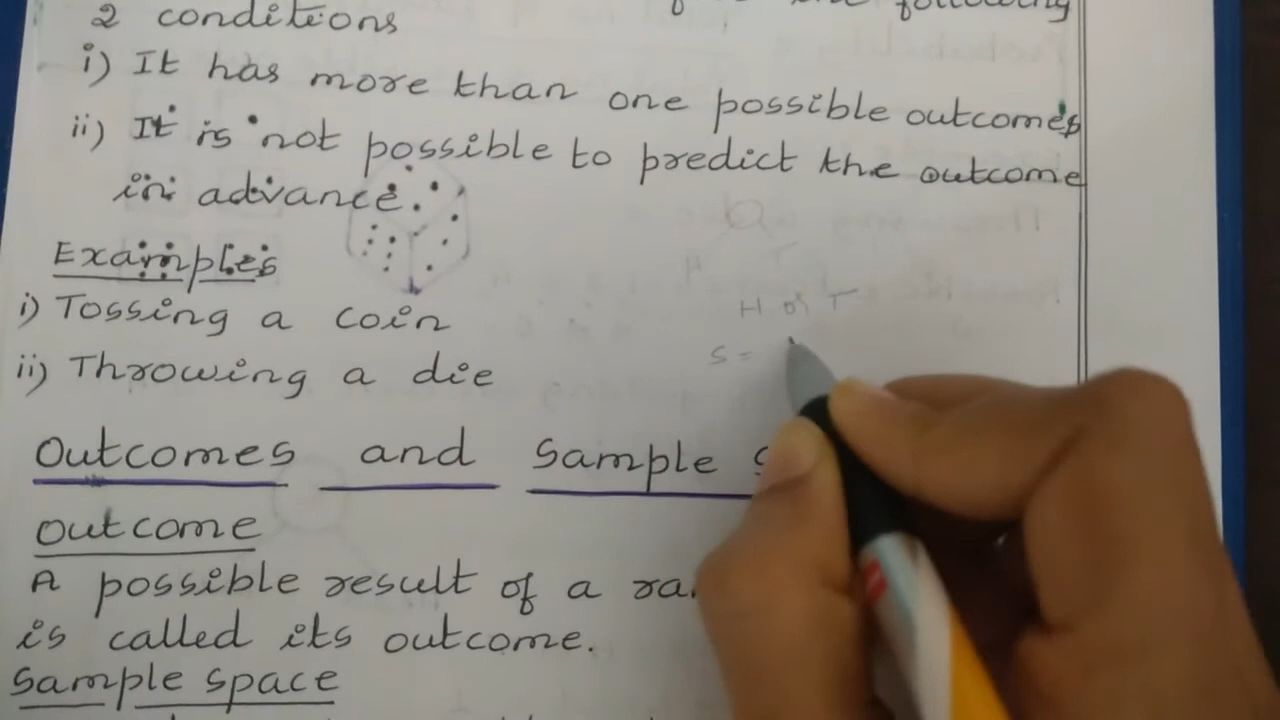 2 conditions the following
i) It has more than one possible outcomes
ii) It is not possible to predict the outcome
in advance.
Examples
i) Tossing a coin
H or T
S =
ii) Throwing a die
Outcomes and Sample
Outcome
A possible result of a
is called its outcome.
Sample space